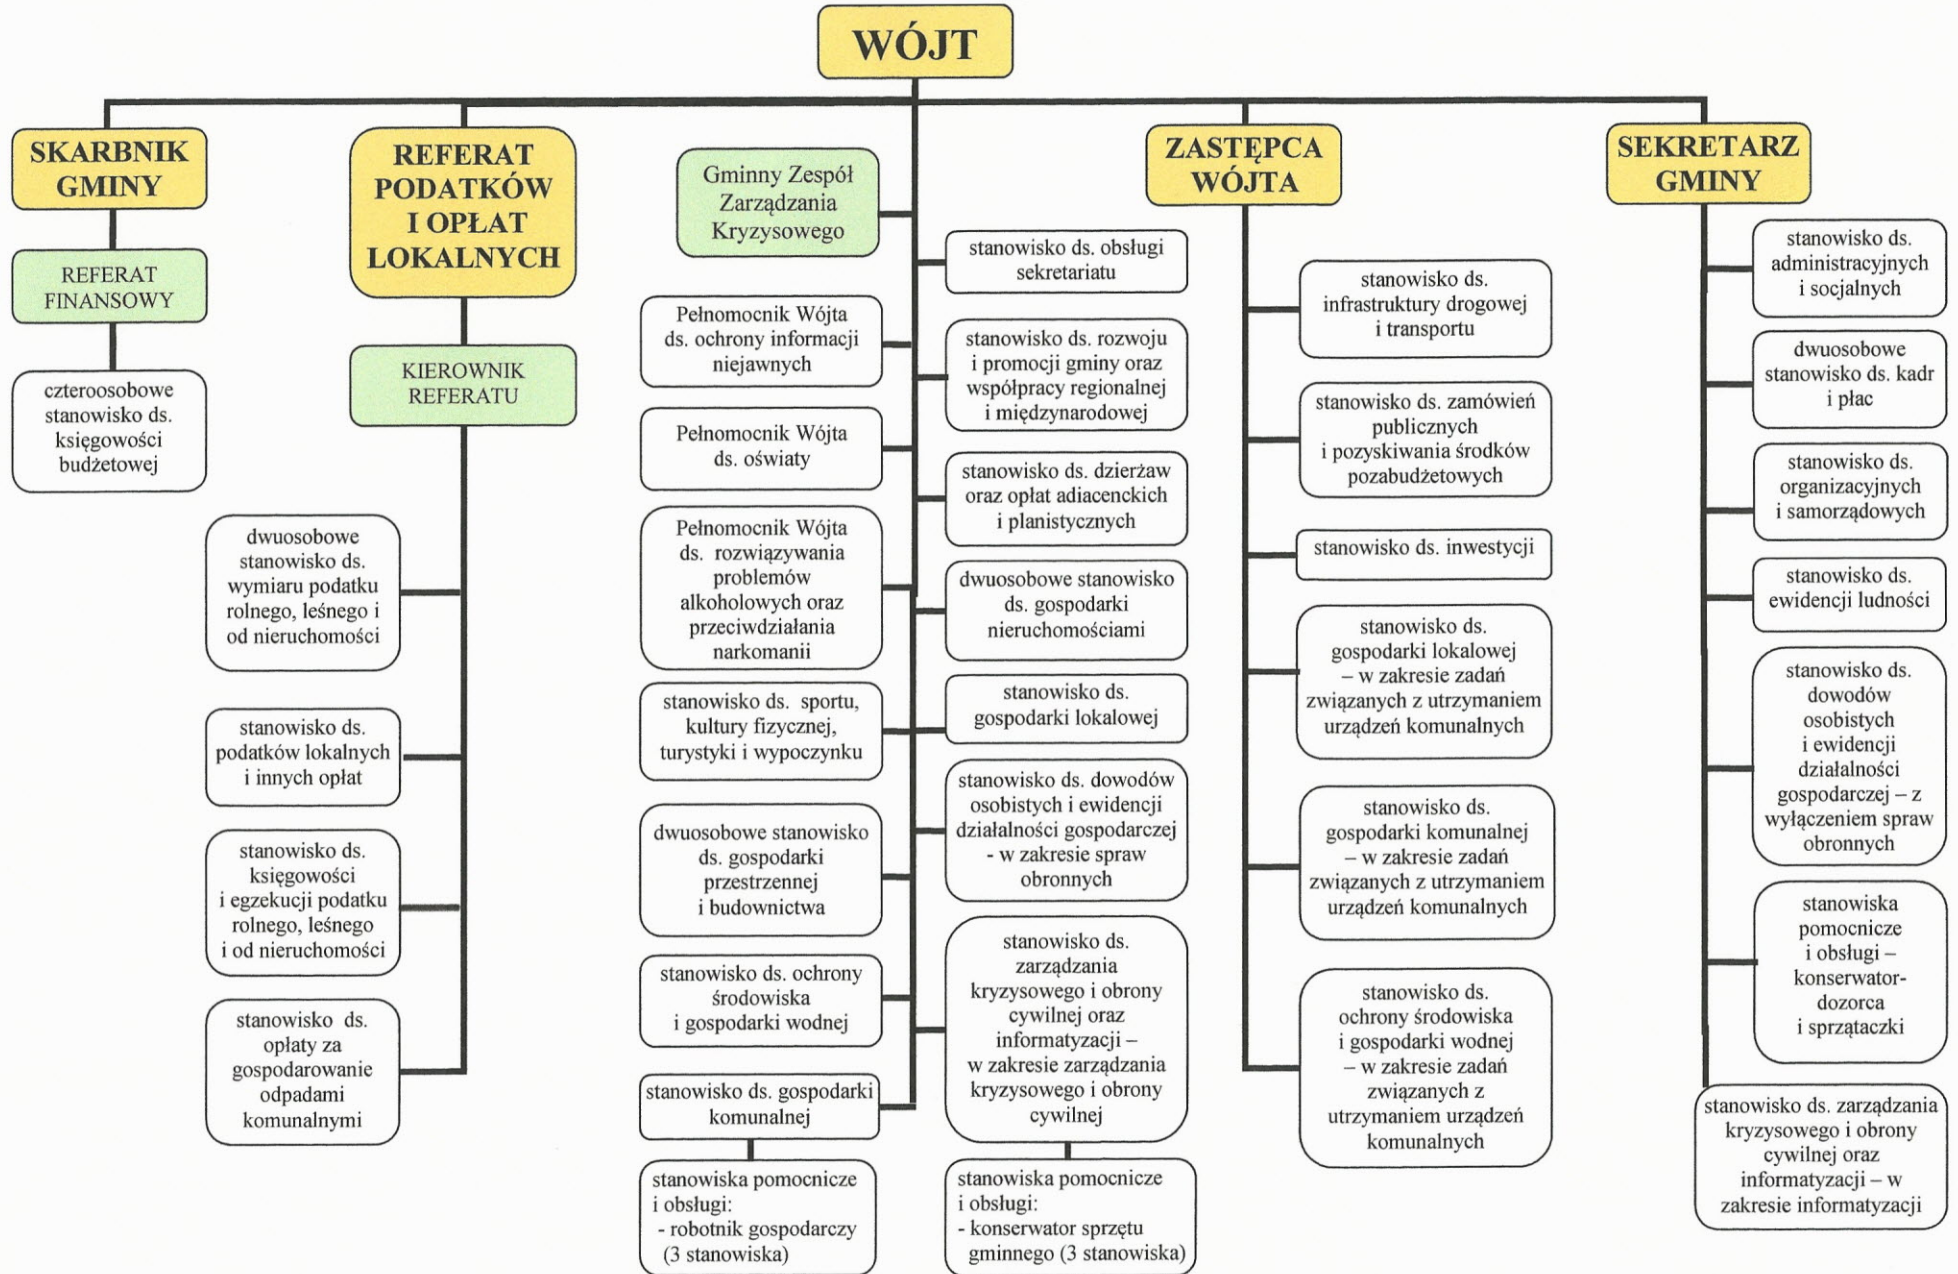 WÓJT
SKARBNIK
GMINY
REFERAT
FINANSOWY
czteroosobowe
stanowisko ds.
księgowości
budżetowej
REFERAT
PODATKÓW
I OPŁAT
LOKALNYCH
KIEROWNIK
REFERATU
dwuosobowe
stanowisko ds.
wymiaru podatku
rolnego, leśnego i
od nieruchomości
stanowisko ds.
podatków lokalnych
i innych opłat
stanowisko ds.
księgowości
i egzekucji podatku
rolnego, leśnego
i od nieruchomości
stanowisko ds.
opłaty za
gospodarowanie
odpadami
komunalnymi
Gminny Zespół
Zarządzania
Kryzysowego
Pełnomocnik Wójta
ds. ochrony informacji
niejawnych
Pełnomocnik Wójta
ds. oświaty
Pełnomocnik Wójta
ds. rozwiązywania
problemów
alkoholowych oraz
przeciwdziałania
narkomanii
stanowisko ds. sportu,
kultury fizycznej,
turystyki i wypoczynku
dwuosobowe stanowisko
ds. gospodarki
przestrzennej
i budownictwa
stanowisko ds. ochrony
środowiska
i gospodarki wodnej
stanowisko ds. gospodarki
komunalnej
stanowiska pomocnicze
i obsługi:
- robotnik gospodarczy
(3 stanowiska)
stanowisko ds. obsługi
sekretariatu
stanowisko ds. rozwoju
i promocji gminy oraz
współpracy regionalnej
i międzynarodowej
stanowisko ds. dzierżaw
oraz opłat adiacenckich
i planistycznych
dwuosobowe stanowisko
ds. gospodarki
nieruchomościami
stanowisko ds.
gospodarki lokalowej
stanowisko ds. dowodów
osobistych i ewidencji
działalności gospodarczej
- w zakresie spraw
obronnych
stanowisko ds.
zarządzania
kryzysowego i obrony
cywilnej oraz
informatyzacji –
w zakresie zarządzania
kryzysowego i obrony
cywilnej
stanowiska pomocnicze
i obsługi:
- konserwator sprzętu
gminnego (3 stanowiska)
ZASTĘPCA
WÓJTA
stanowisko ds.
infrastruktury drogowej
i transportu
stanowisko ds. zamówień
publicznych
i pozyskiwania środków
pozabudżetowych
stanowisko ds. inwestycji
stanowisko ds.
gospodarki lokalowej
– w zakresie zadań
związanych z utrzymaniem
urządzeń komunalnych
stanowisko ds.
gospodarki komunalnej
– w zakresie zadań
związanych z utrzymaniem
urządzeń komunalnych
stanowisko ds.
ochrony środowiska
i gospodarki wodnej
– w zakresie zadań
związanych z
utrzymaniem urządzeń
komunalnych
SEKRETARZ
GMINY
stanowisko ds.
administracyjnych
i socjalnych
dwuosobowe
stanowisko ds. kadr
i płac
stanowisko ds.
organizacyjnych
i samorządowych
stanowisko ds.
ewidencji ludności
stanowisko ds.
dowodów
osobistych
i ewidencji
działalności
gospodarczej – z
wyłączeniem spraw
obronnych
stanowiska
pomocnicze
i obsługi –
konserwator-
dozorca
i sprzątaczki
stanowisko ds. zarządzania
kryzysowego i obrony
cywilnej oraz
informatyzacji – w
zakresie informatyzacji